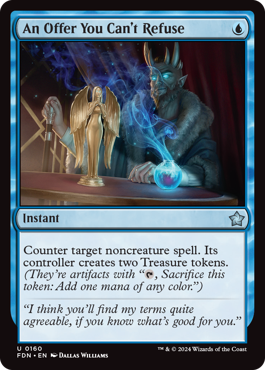 An Offer You Can't Refuse
Instant
Counter target noncreature spell. Its
controller creates two Treasure tokens.
(They're artifacts with “, Sacrifice this
token: Add one mana of any color.”)
“I think you'll find my terms quite
agreeable, if you know what's good for you.”
U 0160
FDN • EN DALLAS WILLIAMS
™ & © 2024 Wizards of the Coast